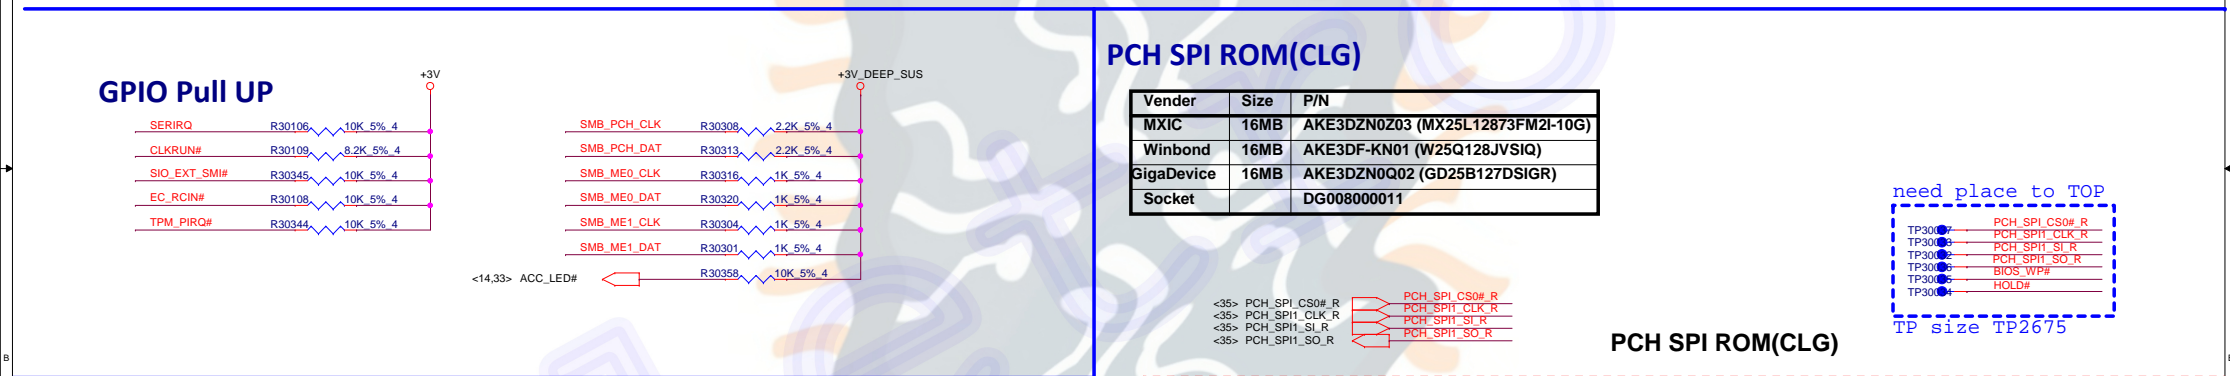 GPIO Pull UP
+3V
SERIRQ R30106 10K_5%_4
CLKRUN# R30109 8.2K_5%_4
SIO_EXT_SMI# R30345 10K_5%_4
EC_RCIN# R30108 10K_5%_4
TPM_PIRQ# R30344 10K_5%_4
+3V_DEEP_SUS
SMB_PCH_CLK R30308 2.2K_5%_4
SMB_PCH_DAT R30313 2.2K_5%_4
SMB_ME0_CLK R30316 1K_5%_4
SMB_ME0_DAT R30320 1K_5%_4
SMB_ME1_CLK R30304 1K_5%_4
SMB_ME1_DAT R30301 1K_5%_4
<14,33> ACC_LED# R30358 10K_5%_4
B
PCH SPI ROM(CLG)
Vender Size P/N
MXIC 16MB AKE3DZN0Z03 (MX25L12873FM2I-10G)
Winbond 16MB AKE3DF-KN01 (W25Q128JVSIQ)
GigaDevice 16MB AKE3DZN0Q02 (GD25B127DSIGR)
Socket DG008000011
<35> PCH_SPI_CS0#_R PCH_SPI_CS0#_R
<35> PCH_SPI1_CLK_R PCH_SPI1_CLK_R
<35> PCH_SPI1_SI_R PCH_SPI1_SI_R
<35> PCH_SPI1_SO_R PCH_SPI1_SO_R
PCH SPI ROM(CLG)
need place to TOP
PCH_SPI_CS0#_R
PCH_SPI1_CLK_R
PCH_SPI1_SI_R
PCH_SPI1_SO_R
BIOS_WP#
HOLD#
TP size TP2675